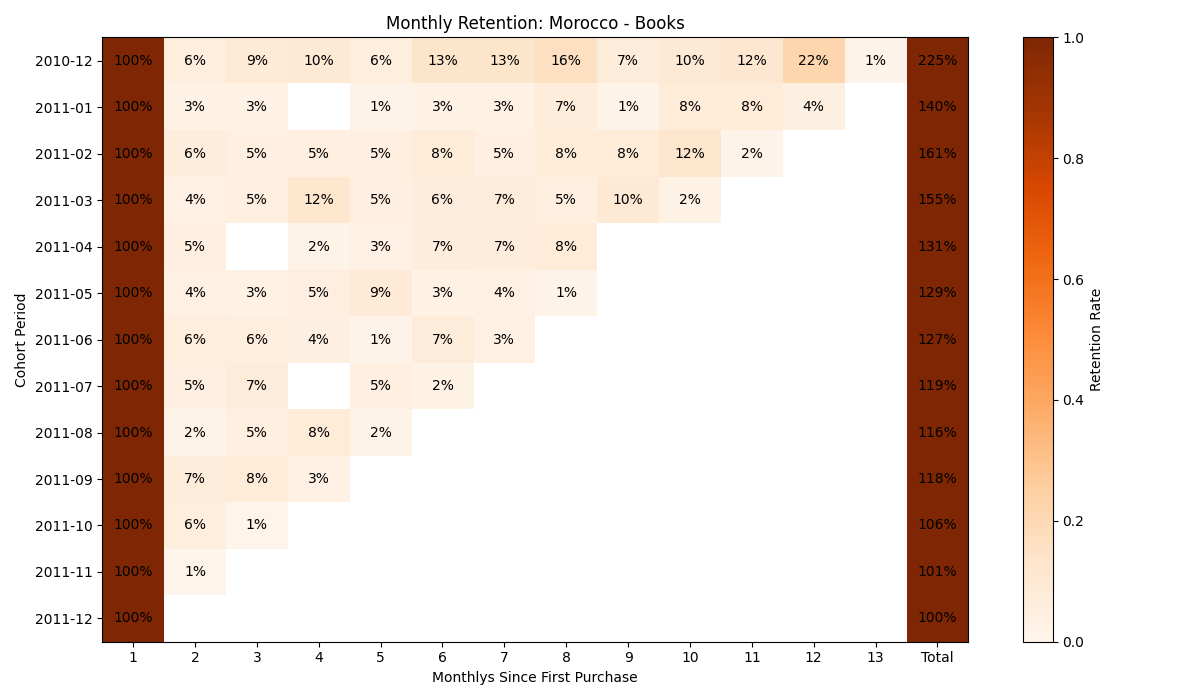 Monthly Retention: Morocco - Books
Cohort Period
2010-12 100% 6% 9% 10% 6% 13% 13% 16% 7% 10% 12% 22% 1% 225%
2011-01 100% 3% 3% 1% 3% 3% 7% 1% 8% 8% 4% 140%
2011-02 100% 6% 5% 5% 5% 8% 5% 8% 8% 12% 2% 161%
2011-03 100% 4% 5% 12% 5% 6% 7% 5% 10% 2% 155%
2011-04 100% 5% 2% 3% 7% 7% 8% 131%
2011-05 100% 4% 3% 5% 9% 3% 4% 1% 129%
2011-06 100% 6% 6% 4% 1% 7% 3% 127%
2011-07 100% 5% 7% 5% 2% 119%
2011-08 100% 2% 5% 8% 2% 116%
2011-09 100% 7% 8% 3% 118%
2011-10 100% 6% 1% 106%
2011-11 100% 1% 101%
2011-12 100% 100%
1 2 3 4 5 6 7 8 9 10 11 12 13 Total
Monthlys Since First Purchase
1.0
0.8
0.6
0.4
0.2
0.0
Retention Rate